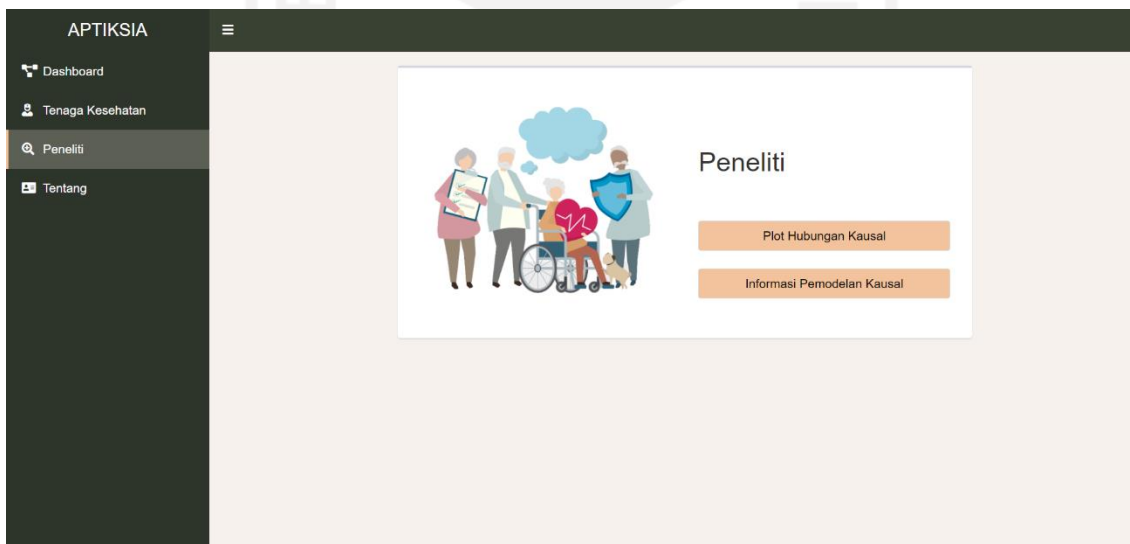 APTIKSIA
Dashboard
Tenaga Kesehatan
Peneliti
Tentang
Peneliti
Plot Hubungan Kausal
Informasi Pemodelan Kausal